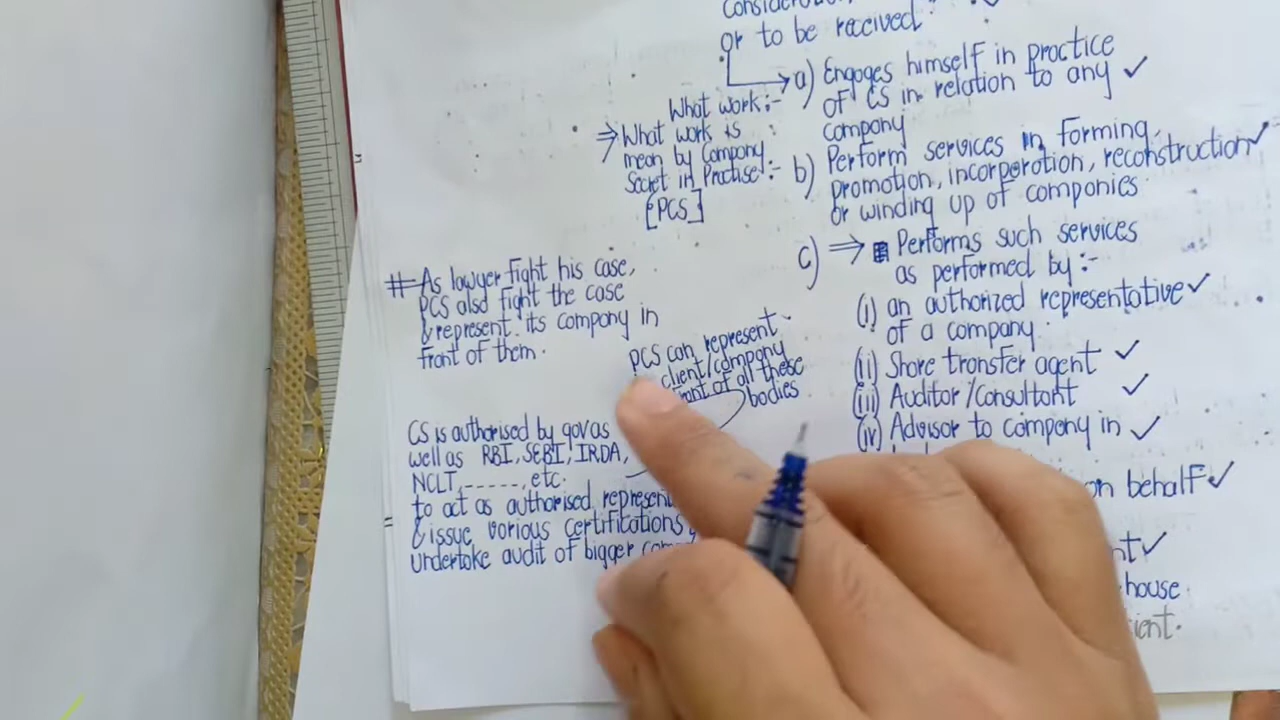 consideration
or to be received
a) Engages himself in practice
of CS in relation to any ✓
company
What work:-
⇒ What work is
mean by Company
Secret in Practise:-
[PCS]
b) Perform services in forming,
promotion, incorporation, reconstruction ✓
or winding up of companies
c) ⇒ Performs such services
as performed by:-
(i) an authorized representative ✓
of a company.
(ii) Share transfer agent ✓
(iii) Auditor/Consultant ✓
(iv) Advisor to company in ✓
on behalf ✓
house.
# As lawyer fight his case,
PCS also fight the case
& represent its company in
front of them.
PCS can represent
client/company
front of all these
bodies
CS is authorised by gov as
well as RBI, SEBI, IRDA,
NCLT, ------, etc.
to act as authorised
& issue various certifications
undertake audit of bigger